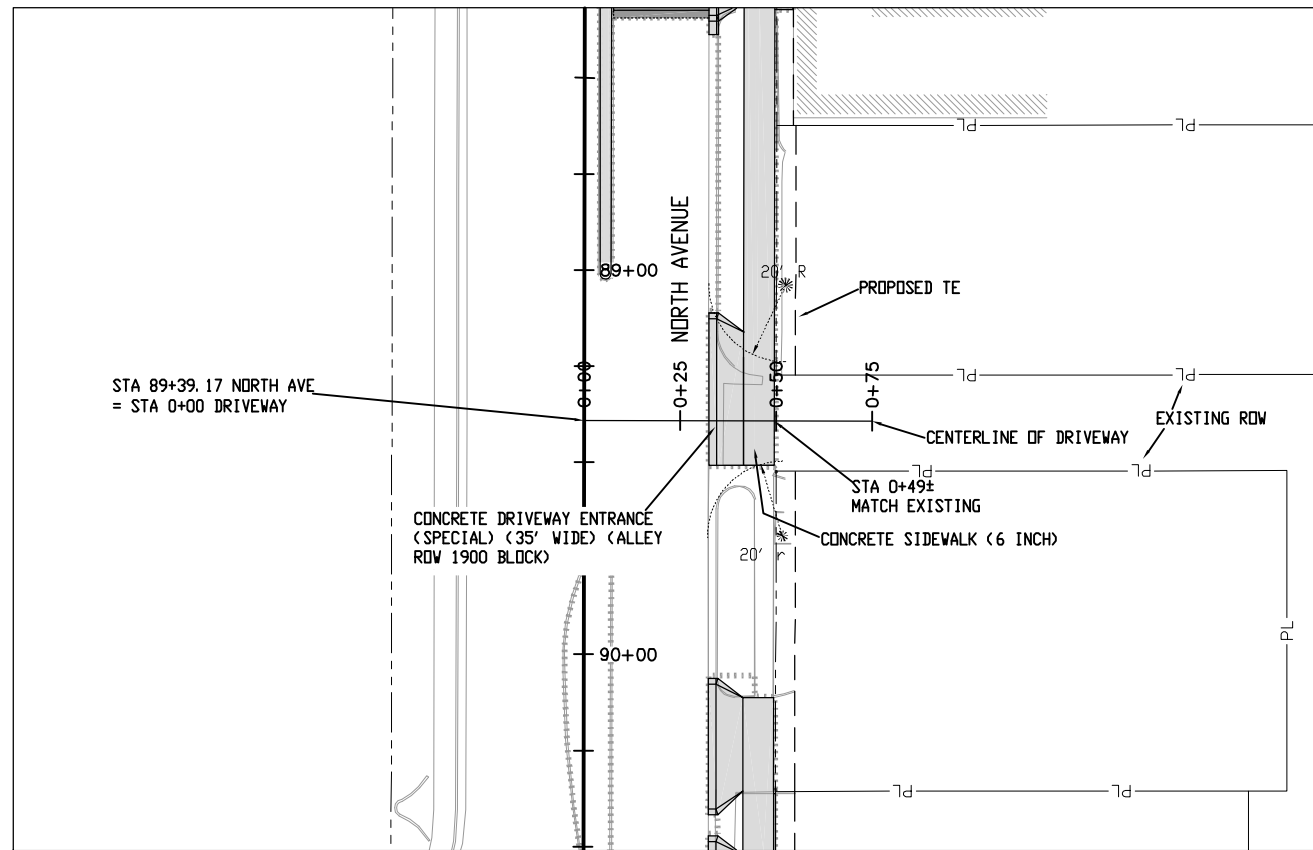 PL PL
NORTH AVENUE
89+00
20' R
PROPOSED TE
STA 89+39.17 NORTH AVE
= STA 0+00 DRIVEWAY
0+00
0+25
0+50
0+75
PL PL
EXISTING ROW
CENTERLINE OF DRIVEWAY
PL PL
STA 0+49±
MATCH EXISTING
CONCRETE DRIVEWAY ENTRANCE
(SPECIAL) (35' WIDE) (ALLEY
ROW 1900 BLOCK)
CONCRETE SIDEWALK (6 INCH)
20'
90+00
PL
PL PL